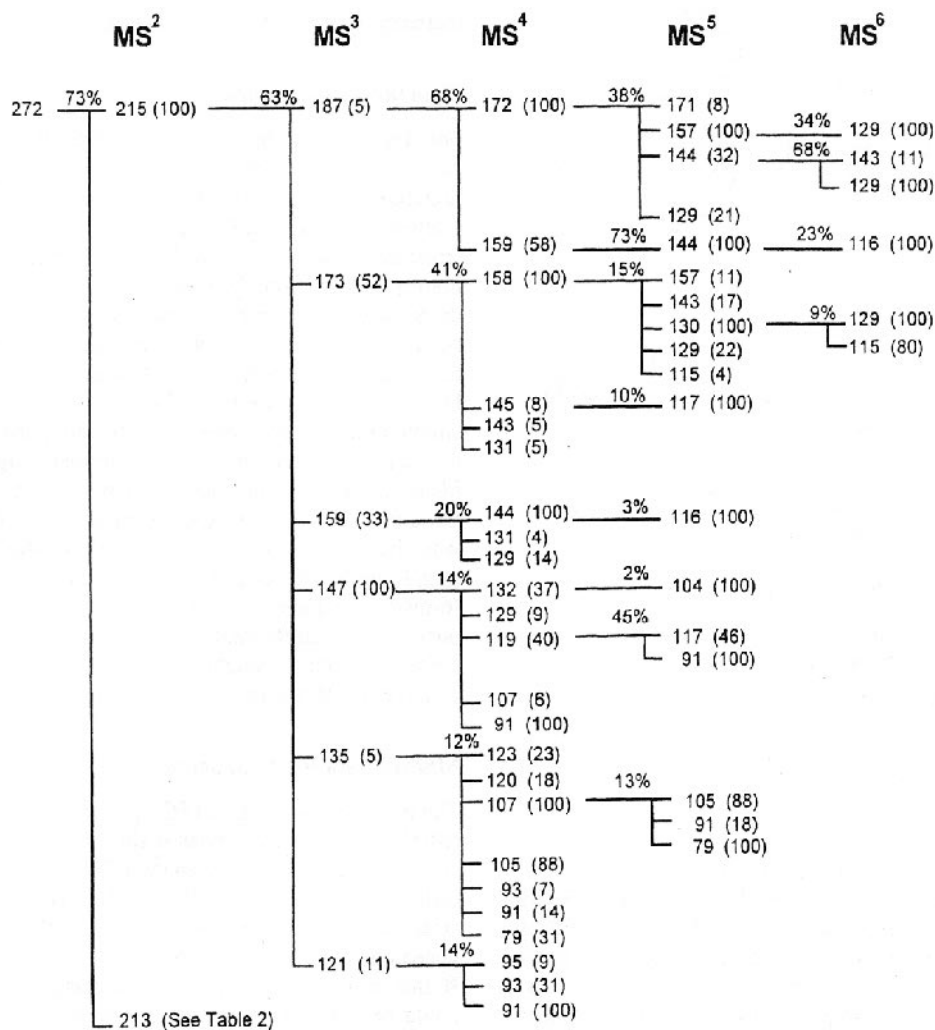 MS2 MS3 MS4 MS5 MS6
272 73% 215 (100) 63% 187 (5) 68% 172 (100) 38% 171 (8)
157 (100) 34% 129 (100)
144 (32) 68% 143 (11)
129 (100)
129 (21)
159 (58) 73% 144 (100) 23% 116 (100)
173 (52) 41% 158 (100) 15% 157 (11)
143 (17)
130 (100) 9% 129 (100)
129 (22) 115 (80)
115 (4)
145 (8) 10% 117 (100)
143 (5)
131 (5)
159 (33) 20% 144 (100) 3% 116 (100)
131 (4)
129 (14)
147 (100) 14% 132 (37) 2% 104 (100)
129 (9)
119 (40) 45% 117 (46)
91 (100)
107 (6)
91 (100)
135 (5) 12% 123 (23)
120 (18)
107 (100) 13% 105 (88)
91 (18)
79 (100)
105 (88)
93 (7)
91 (14)
79 (31)
121 (11) 14% 95 (9)
93 (31)
91 (100)
213 (See Table 2)